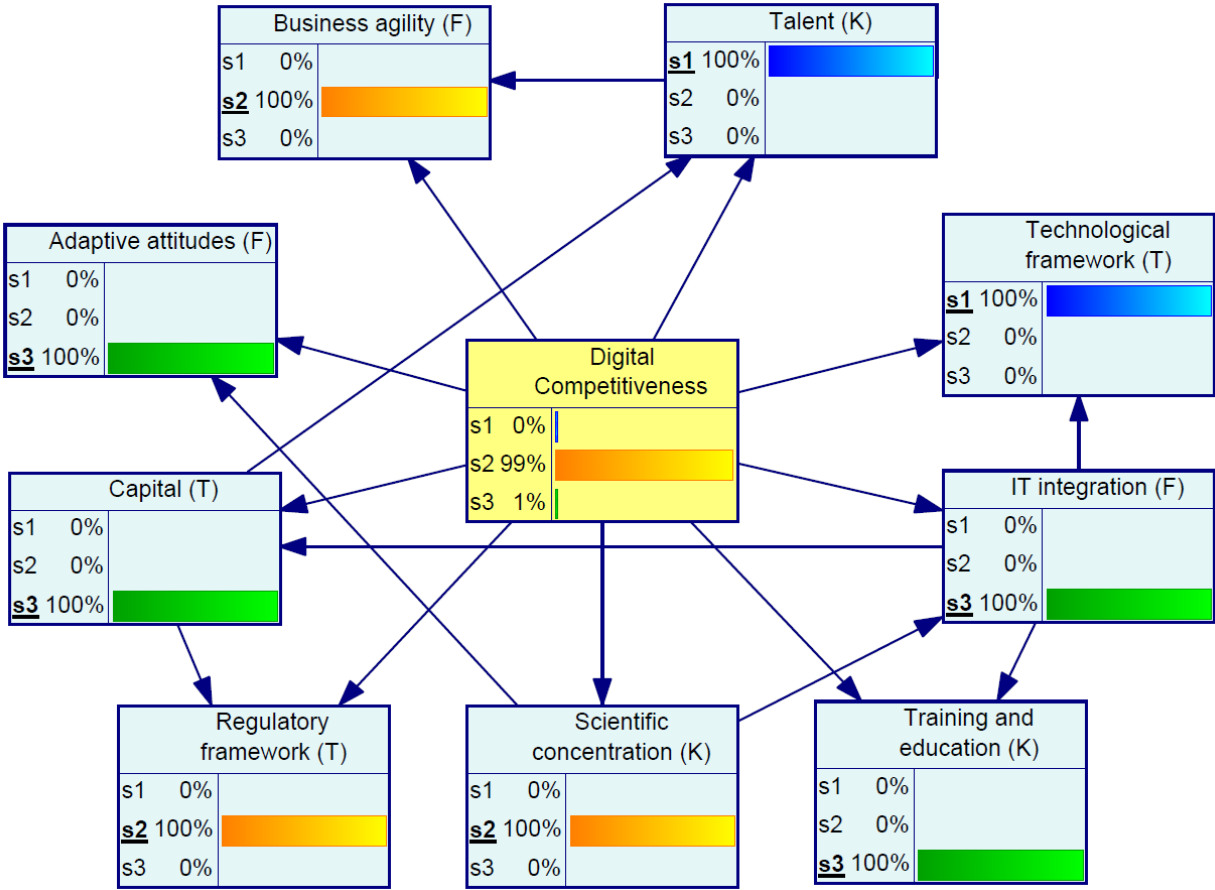 Business agility (F)
s1 0%
s2 100%
s3 0%
Talent (K)
s1 100%
s2 0%
s3 0%
Adaptive attitudes (F)
s1 0%
s2 0%
s3 100%
Technological
framework (T)
s1 100%
s2 0%
s3 0%
Digital
Competitiveness
s1 0%
s2 99%
s3 1%
Capital (T)
s1 0%
s2 0%
s3 100%
IT integration (F)
s1 0%
s2 0%
s3 100%
Regulatory
framework (T)
s1 0%
s2 100%
s3 0%
Scientific
concentration (K)
s1 0%
s2 100%
s3 0%
Training and
education (K)
s1 0%
s2 0%
s3 100%